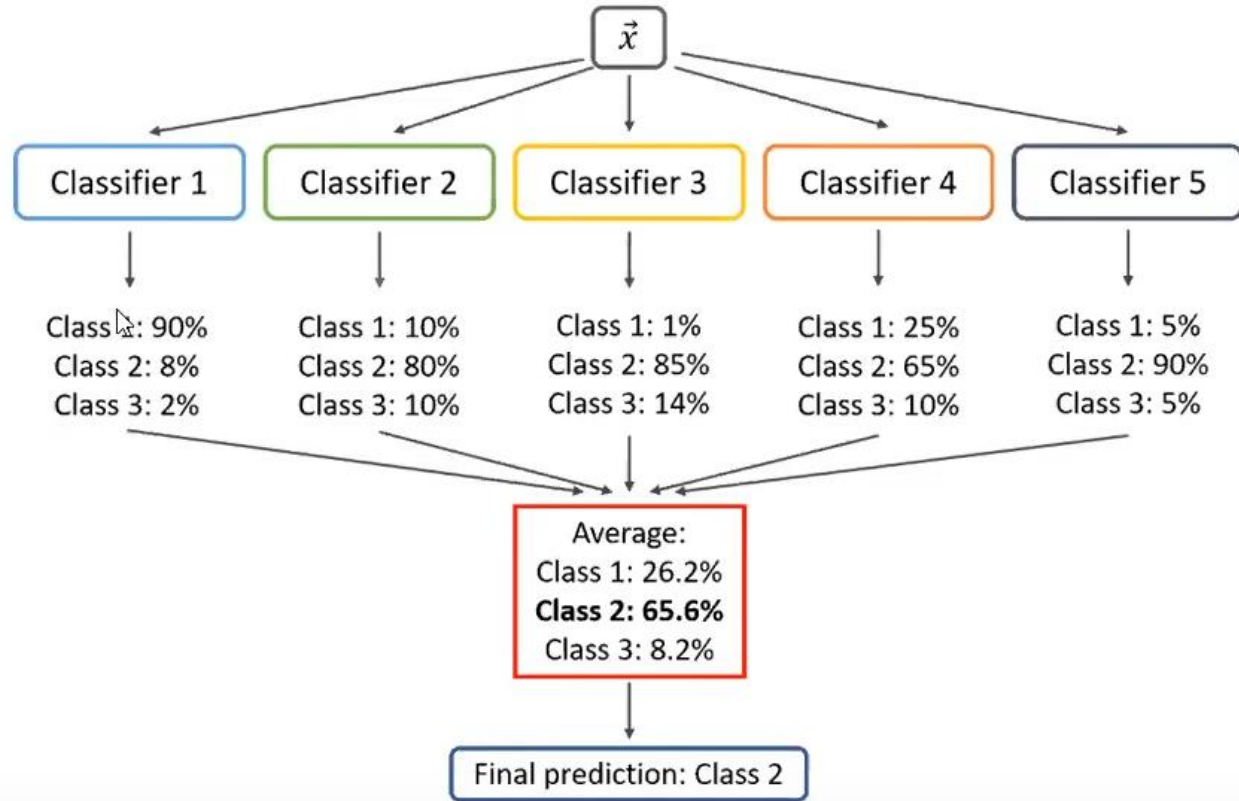 x⃗
Classifier 1
Classifier 2
Classifier 3
Classifier 4
Classifier 5
Class : 90%
Class 2: 8%
Class 3: 2%
Class 1: 10%
Class 2: 80%
Class 3: 10%
Class 1: 1%
Class 2: 85%
Class 3: 14%
Class 1: 25%
Class 2: 65%
Class 3: 10%
Class 1: 5%
Class 2: 90%
Class 3: 5%
Average:
Class 1: 26.2%
Class 2: 65.6%
Class 3: 8.2%
Final prediction: Class 2